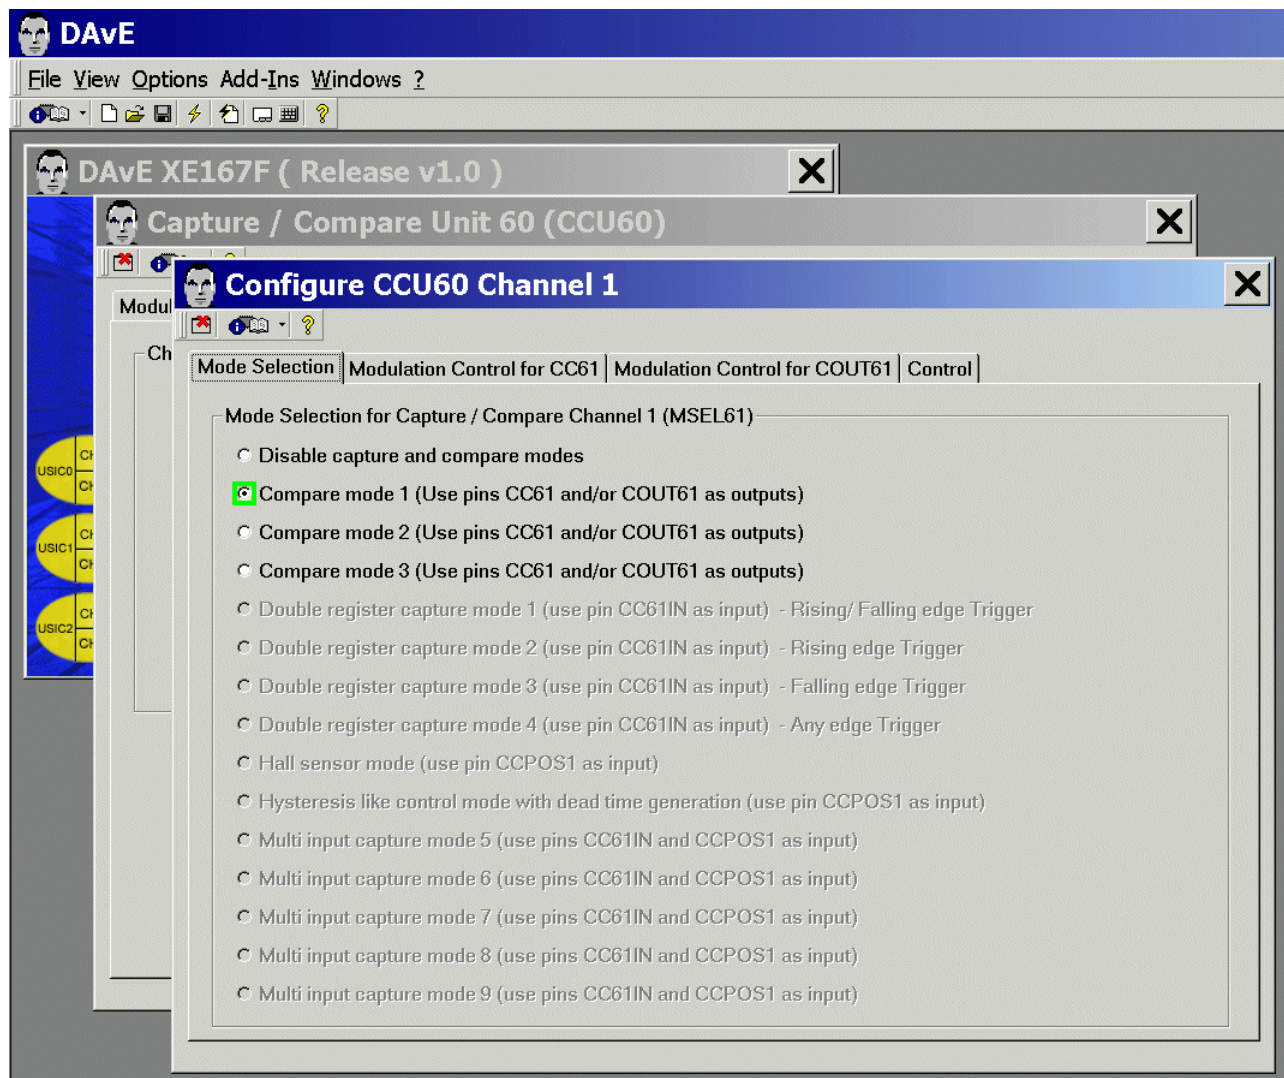 DAvE
File View Options Add-Ins Windows ?
DAvE XE167F ( Release v1.0 )
Capture / Compare Unit 60 (CCU60)
Configure CCU60 Channel 1
Modul
Ch
Mode Selection Modulation Control for CC61 Modulation Control for COUT61 Control
Mode Selection for Capture / Compare Channel 1 (MSEL61)
Disable capture and compare modes
Compare mode 1 (Use pins CC61 and/or COUT61 as outputs)
Compare mode 2 (Use pins CC61 and/or COUT61 as outputs)
Compare mode 3 (Use pins CC61 and/or COUT61 as outputs)
Double register capture mode 1 (use pin CC61IN as input) - Rising/ Falling edge Trigger
Double register capture mode 2 (use pin CC61IN as input) - Rising edge Trigger
Double register capture mode 3 (use pin CC61IN as input) - Falling edge Trigger
Double register capture mode 4 (use pin CC61IN as input) - Any edge Trigger
Hall sensor mode (use pin CCPOS1 as input)
Hysteresis like control mode with dead time generation (use pin CCPOS1 as input)
Multi input capture mode 5 (use pins CC61IN and CCPOS1 as input)
Multi input capture mode 6 (use pins CC61IN and CCPOS1 as input)
Multi input capture mode 7 (use pins CC61IN and CCPOS1 as input)
Multi input capture mode 8 (use pins CC61IN and CCPOS1 as input)
Multi input capture mode 9 (use pins CC61IN and CCPOS1 as input)
USIC0
CH
CH
USIC1
CH
CH
USIC2
CH
CH